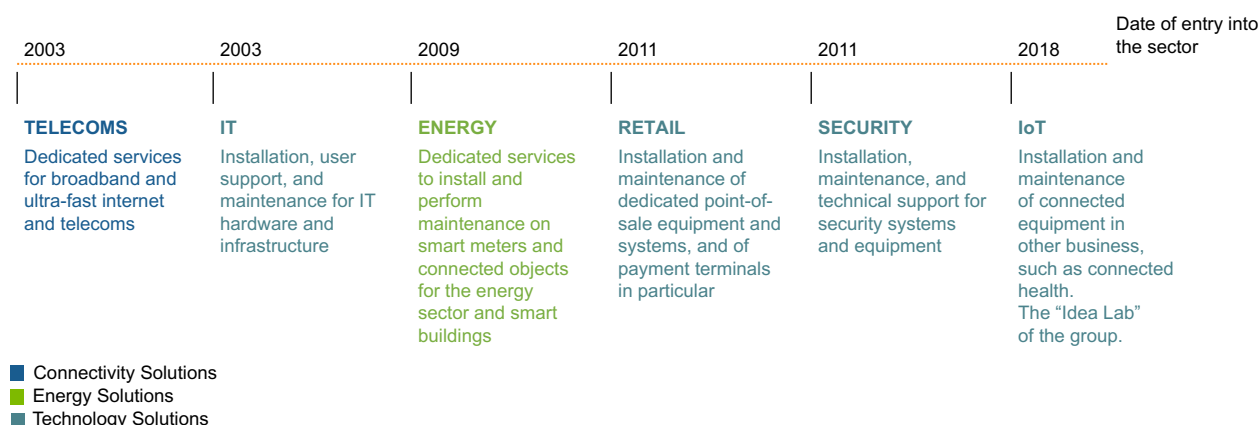 Date of entry into
the sector
2003
2003
2009
2011
2011
2018
TELECOMS
Dedicated services
for broadband and
ultra-fast internet
and telecoms
IT
Installation, user
support, and
maintenance for IT
hardware and
infrastructure
ENERGY
Dedicated services
to install and
perform
maintenance on
smart meters and
connected objects
for the energy
sector and smart
buildings
RETAIL
Installation and
maintenance of
dedicated point-of-
sale equipment and
systems, and of
payment terminals
in particular
SECURITY
Installation,
maintenance, and
technical support for
security systems
and equipment
IoT
Installation and
maintenance
of connected
equipment in
other business,
such as connected
health.
The “Idea Lab”
of the group.
Connectivity Solutions
Energy Solutions
Technology Solutions